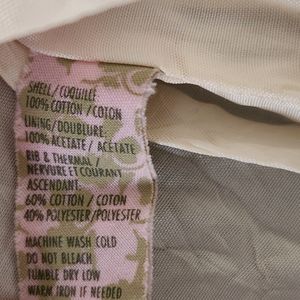 SHELL/COQUILLE
100% COTTON/COTON
LINING/DOUBLURE:
100% ACETATE/ACETATE
RIB & THERMAL/
NERVURE ET COURANT
ASCENDANT:
60% COTTON/COTON
40% POLYESTER/POLYESTER
MACHINE WASH COLD
DO NOT BLEACH
TUMBLE DRY LOW
WARM IRON IF NEEDED